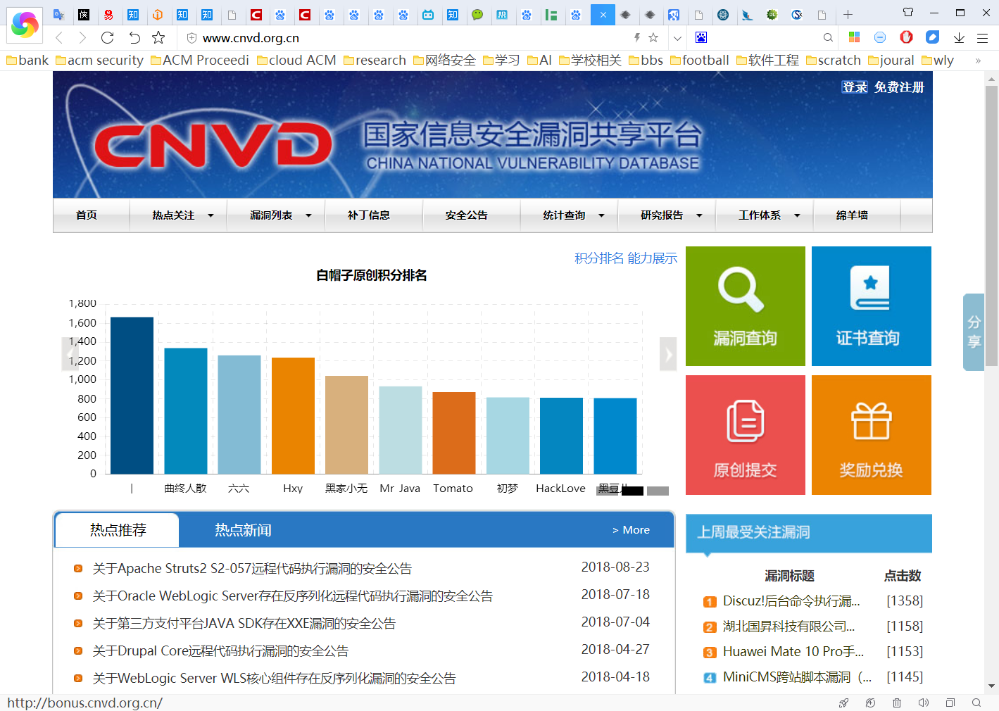 www.cnvd.org.cn
bank acm security ACM Proceedi cloud ACM research 网络安全 学习 AI 学校相关 bbs football 软件工程 scratch joural wly »
登录 免费注册
CNVD 国家信息安全漏洞共享平台
CHINA NATIONAL VULNERABILITY DATABASE
首页 热点关注 漏洞列表 补丁信息 安全公告 统计查询 研究报告 工作体系 绵羊墙
积分排名 能力展示
白帽子原创积分排名
1,800
1,600
1,400
1,200
1,000
800
600
400
200
0
| 曲终人散 六六 Hxy 黑家小无 Mr Java Tomato 初梦 HackLove 黑豆儿
漏洞查询 证书查询
原创提交 奖励兑换
分享
热点推荐 热点新闻 > More
关于Apache Struts2 S2-057远程代码执行漏洞的安全公告 2018-08-23
关于Oracle WebLogic Server存在反序列化远程代码执行漏洞的安全公告 2018-07-18
关于第三方支付平台JAVA SDK存在XXE漏洞的安全公告 2018-07-04
关于Drupal Core远程代码执行漏洞的安全公告 2018-04-27
关于WebLogic Server WLS核心组件存在反序列化漏洞的安全公告 2018-04-18
上周最受关注漏洞
漏洞标题 点击数
1 Discuz!后台命令执行漏... [1358]
2 湖北国昇科技有限公司... [1158]
3 Huawei Mate 10 Pro手... [1153]
4 MiniCMS跨站脚本漏洞（... [1145]
http://bonus.cnvd.org.cn/